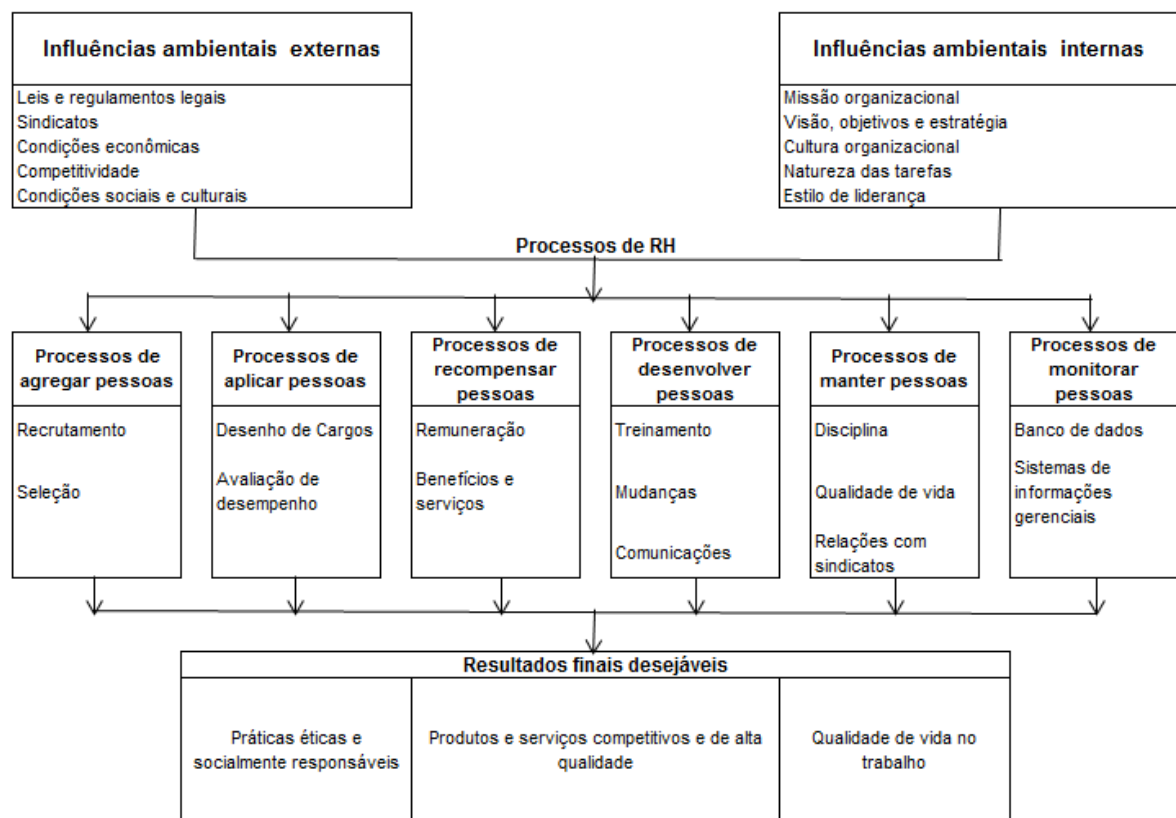 Influências ambientais externas
Leis e regulamentos legais
Sindicatos
Condições econômicas
Competitividade
Condições sociais e culturais
Influências ambientais internas
Missão organizacional
Visão, objetivos e estratégia
Cultura organizacional
Natureza das tarefas
Estilo de liderança
Processos de RH
Processos de
agregar pessoas
Recrutamento
Seleção
Processos de
aplicar pessoas
Desenho de Cargos
Avaliação de
desempenho
Processos de
recompensar
pessoas
Remuneração
Benefícios e
serviços
Processos de
desenvolver
pessoas
Treinamento
Mudanças
Comunicações
Processos de
manter pessoas
Disciplina
Qualidade de vida
Relações com
sindicatos
Processos de
monitorar
pessoas
Banco de dados
Sistemas de
informações
gerenciais
Resultados finais desejáveis
Práticas éticas e
socialmente responsáveis
Produtos e serviços competitivos e de alta
qualidade
Qualidade de vida no
trabalho